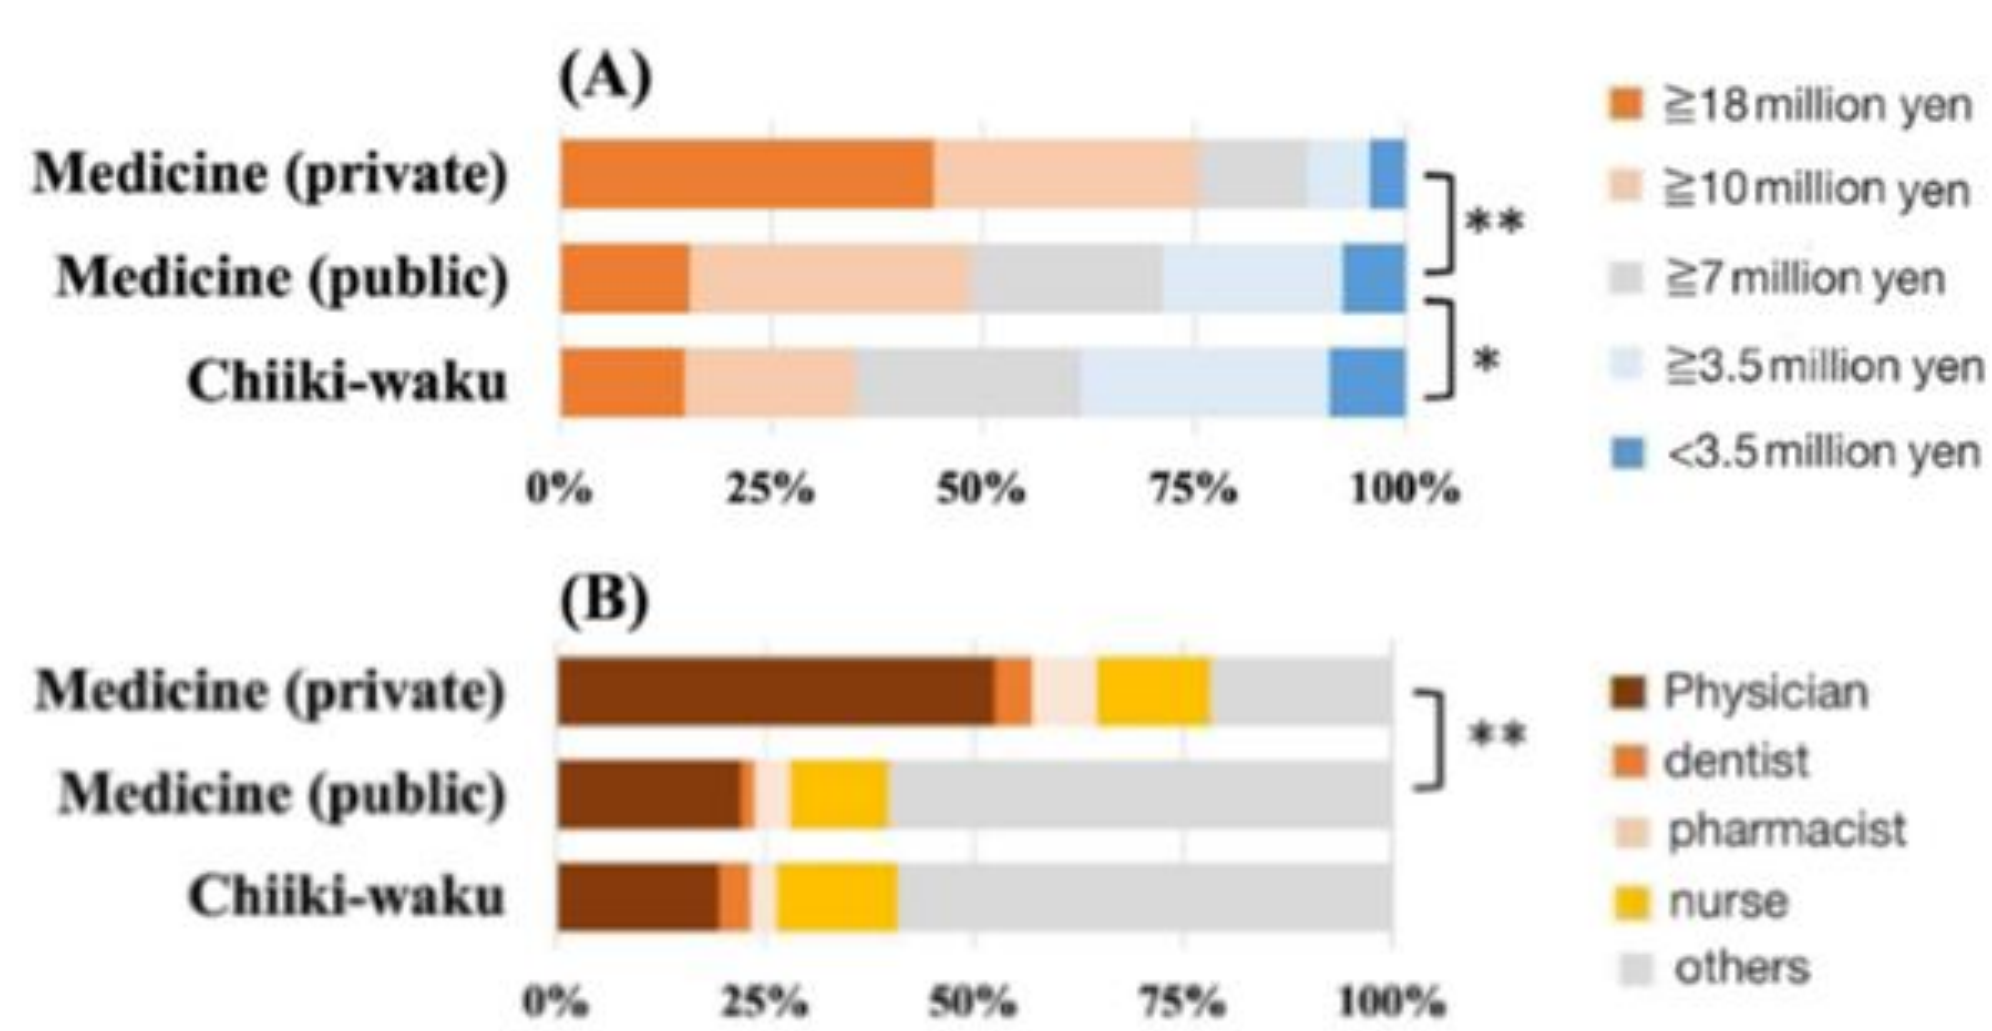 (A)
Medicine (private)
Medicine (public)
Chiiki-waku
**
*
0% 25% 50% 75% 100%
≧18 million yen
≧10 million yen
≧7 million yen
≧3.5 million yen
<3.5 million yen
(B)
Medicine (private)
Medicine (public)
Chiiki-waku
**
0% 25% 50% 75% 100%
Physician
dentist
pharmacist
nurse
others